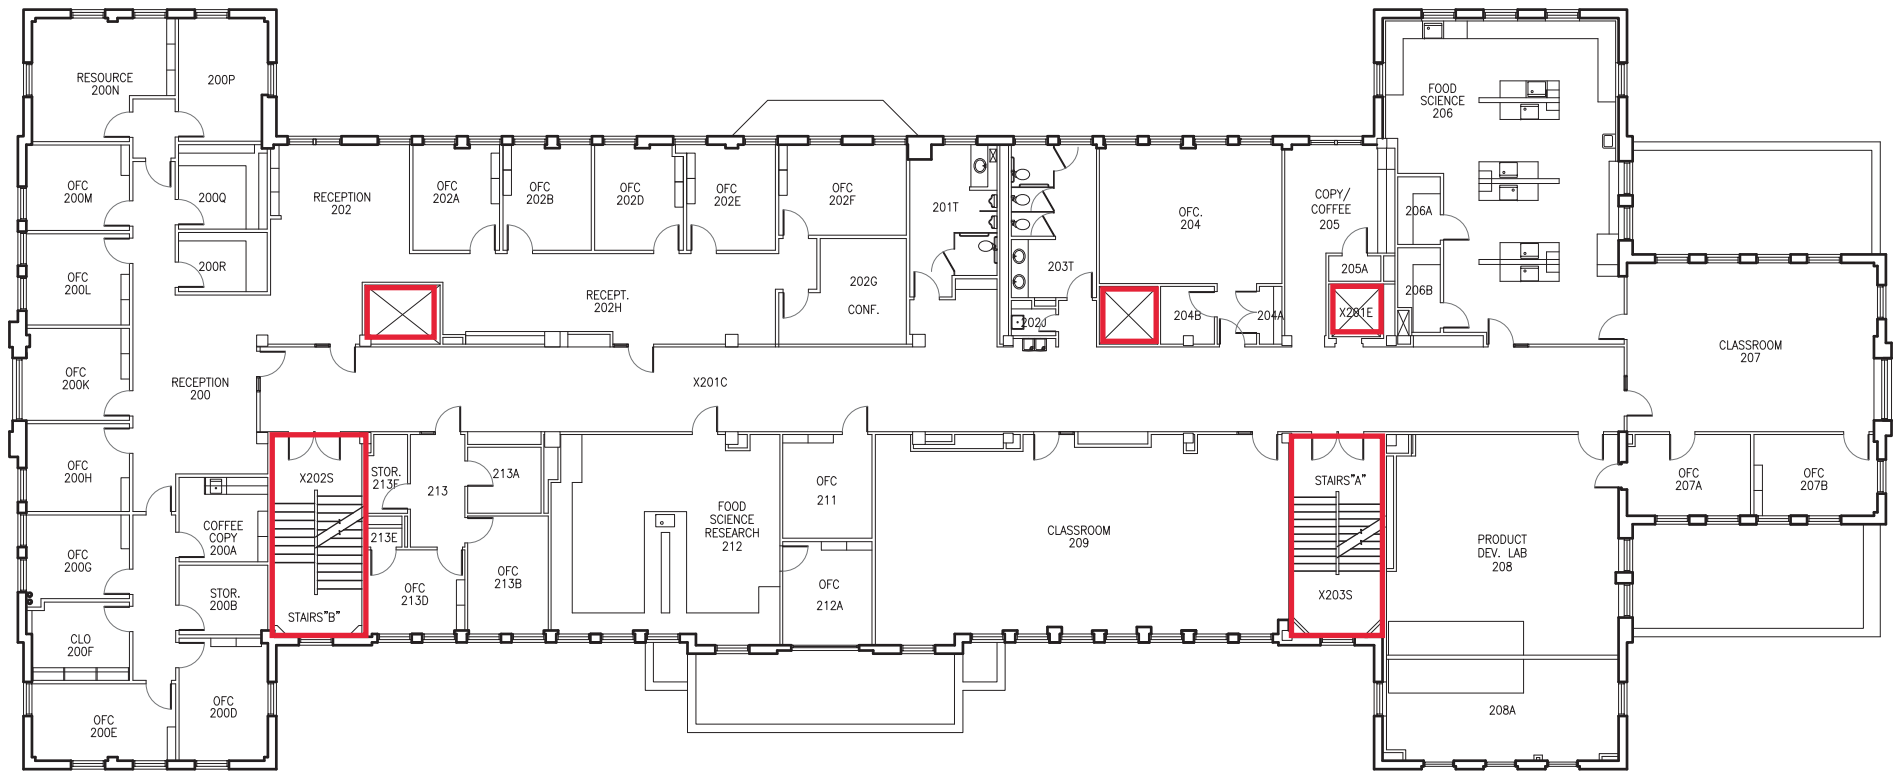 RESOURCE
200N
200P
OFC
200M
200Q
RECEPTION
202
OFC
202A
OFC
202B
OFC
202D
OFC
202E
OFC
202F
201T
203T
OFC.
204
COPY/
COFFEE
205
205A
FOOD
SCIENCE
206
206A
206B
OFC
200L
200R
RECEPT.
202H
202G
CONF.
202J
204B
204A
X201E
CLASSROOM
207
OFC
200K
RECEPTION
200
X201C
OFC
200H
X202S
STOR.
213F
213
213A
OFC
211
STAIRS"A"
OFC
207A
OFC
207B
COFFEE
COPY
200A
213E
FOOD
SCIENCE
RESEARCH
212
CLASSROOM
209
PRODUCT
DEV. LAB
208
OFC
200G
STOR.
200B
STAIRS"B"
OFC
213D
OFC
213B
OFC
212A
X203S
CLO
200F
OFC
200D
OFC
200E
208A